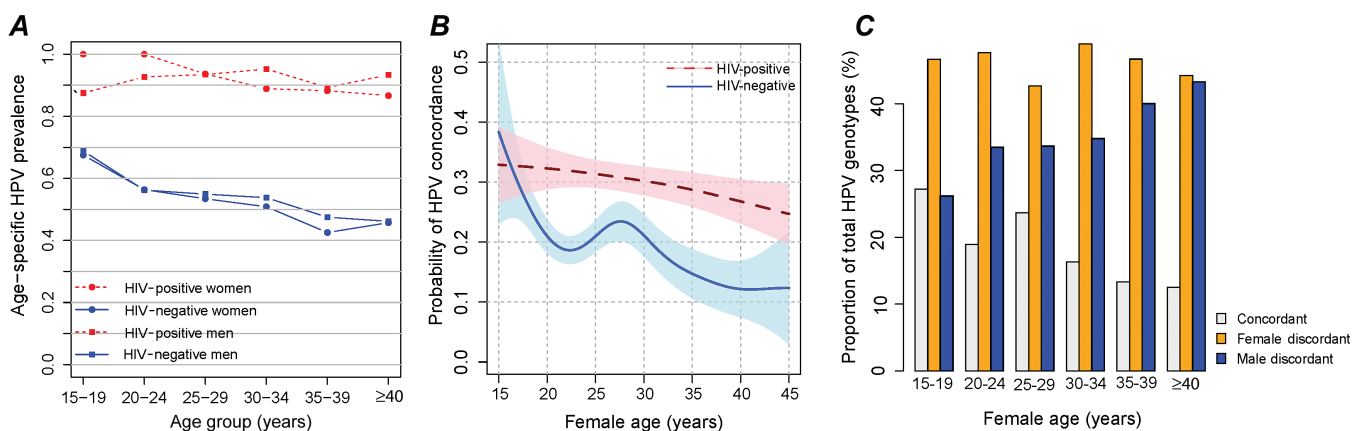 A
Age–specific HPV prevalence
1.0
0.8
0.6
0.4
0.2
0.0
HIV–positive women
HIV–negative women
HIV–positive men
HIV–negative men
15–19
20–24
25–29
30–34
35–39
≥40
Age group (years)
B
Probability of HPV concordance
0.5
0.4
0.3
0.2
0.1
0.0
HIV-positive
HIV-negative
15
20
25
30
35
40
45
Female age (years)
C
Proportion of total HPV genotypes (%)
40
30
20
10
0
15-19
20-24
25-29
30-34
35-39
≥40
Female age (years)
Concordant
Female discordant
Male discordant